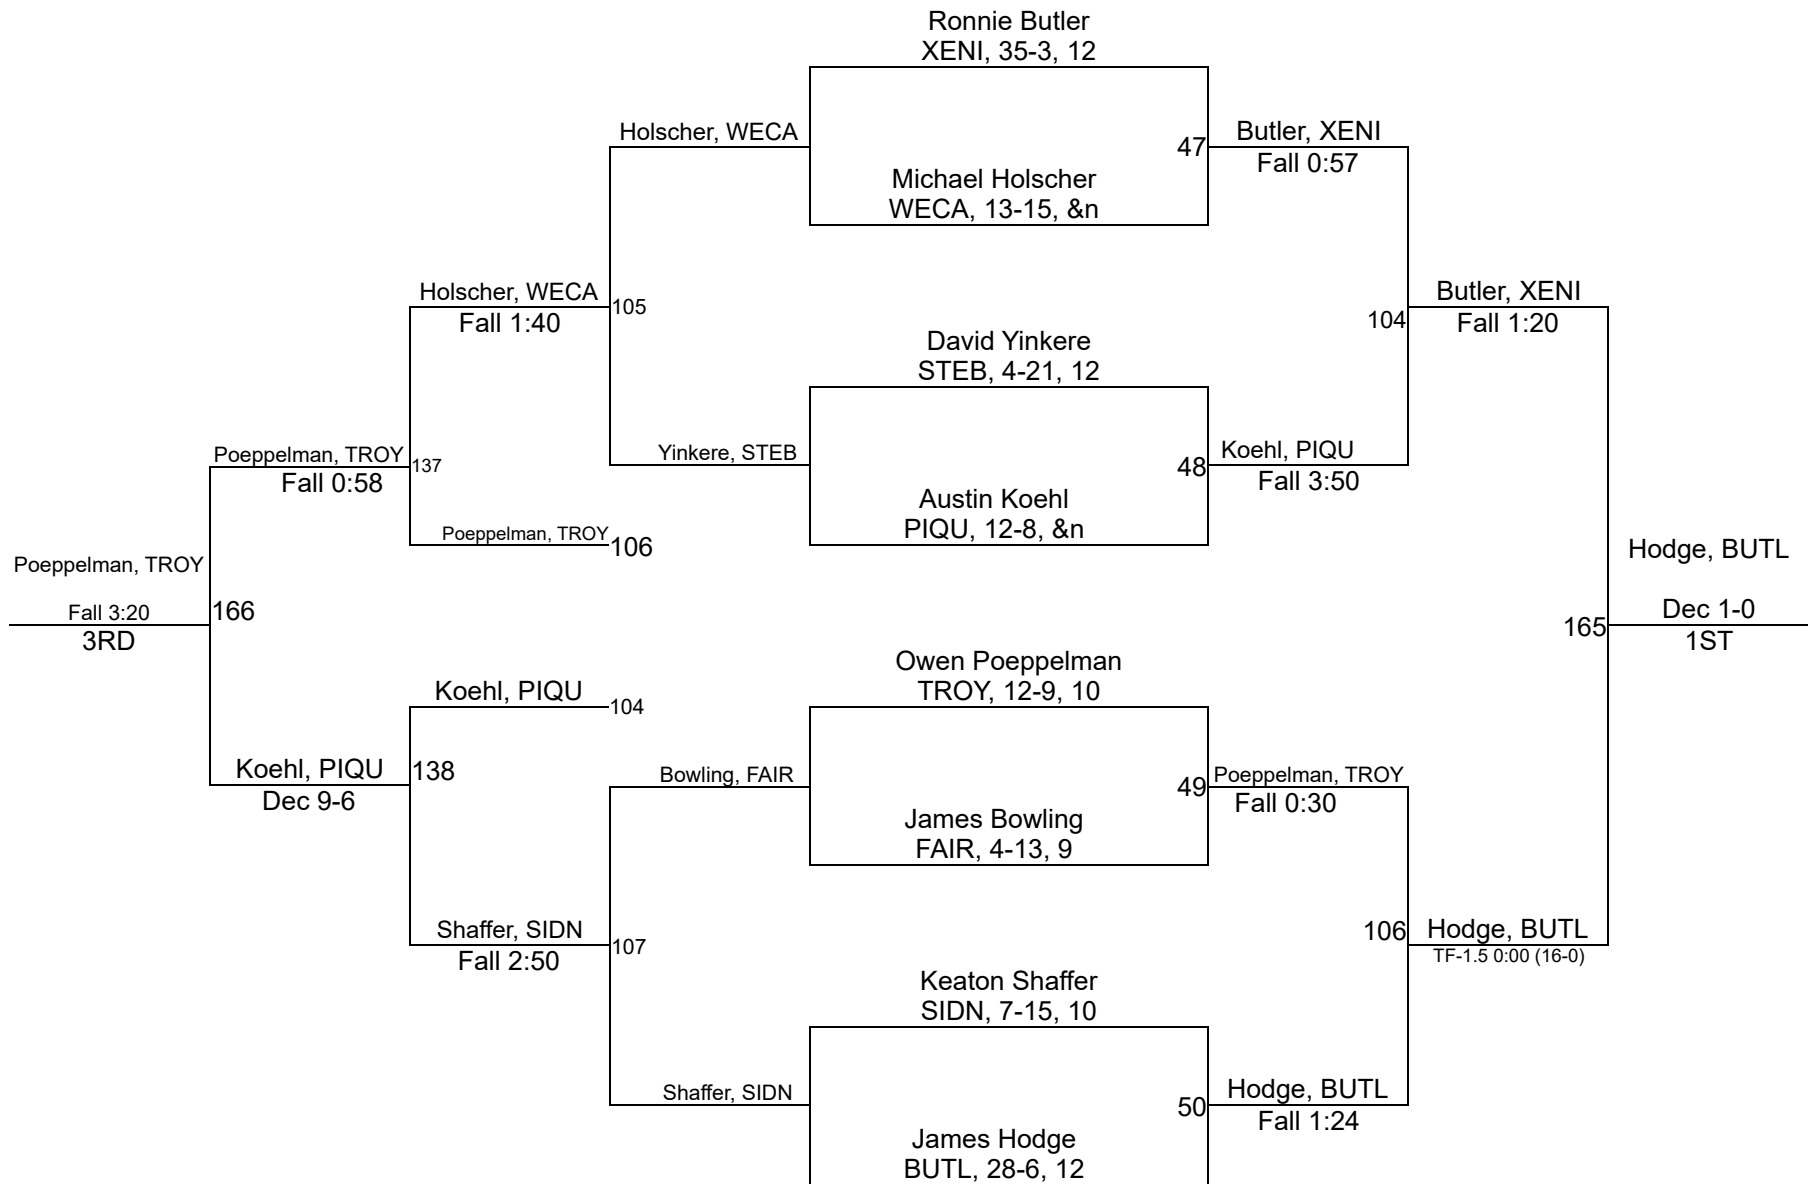 Ronnie Butler
XENI, 35-3, 12
Holscher, WECA
47
Butler, XENI
Fall 0:57
Michael Holscher
WECA, 13-15, &n
Holscher, WECA
Fall 1:40
105
Butler, XENI
Fall 1:20
104
David Yinkere
STEB, 4-21, 12
Poeppelman, TROY
Fall 0:58
137
Yinkere, STEB
48
Koehl, PIQU
Fall 3:50
Austin Koehl
PIQU, 12-8, &n
Poeppelman, TROY
106
Poeppelman, TROY
Fall 3:20
3RD
166
Hodge, BUTL
Dec 1-0
1ST
165
Owen Poeppelman
TROY, 12-9, 10
Koehl, PIQU
104
Koehl, PIQU
Dec 9-6
138
Bowling, FAIR
49
Poeppelman, TROY
Fall 0:30
James Bowling
FAIR, 4-13, 9
Shaffer, SIDN
Fall 2:50
107
106
Hodge, BUTL
TF-1.5 0:00 (16-0)
Keaton Shaffer
SIDN, 7-15, 10
Shaffer, SIDN
50
Hodge, BUTL
Fall 1:24
James Hodge
BUTL, 28-6, 12